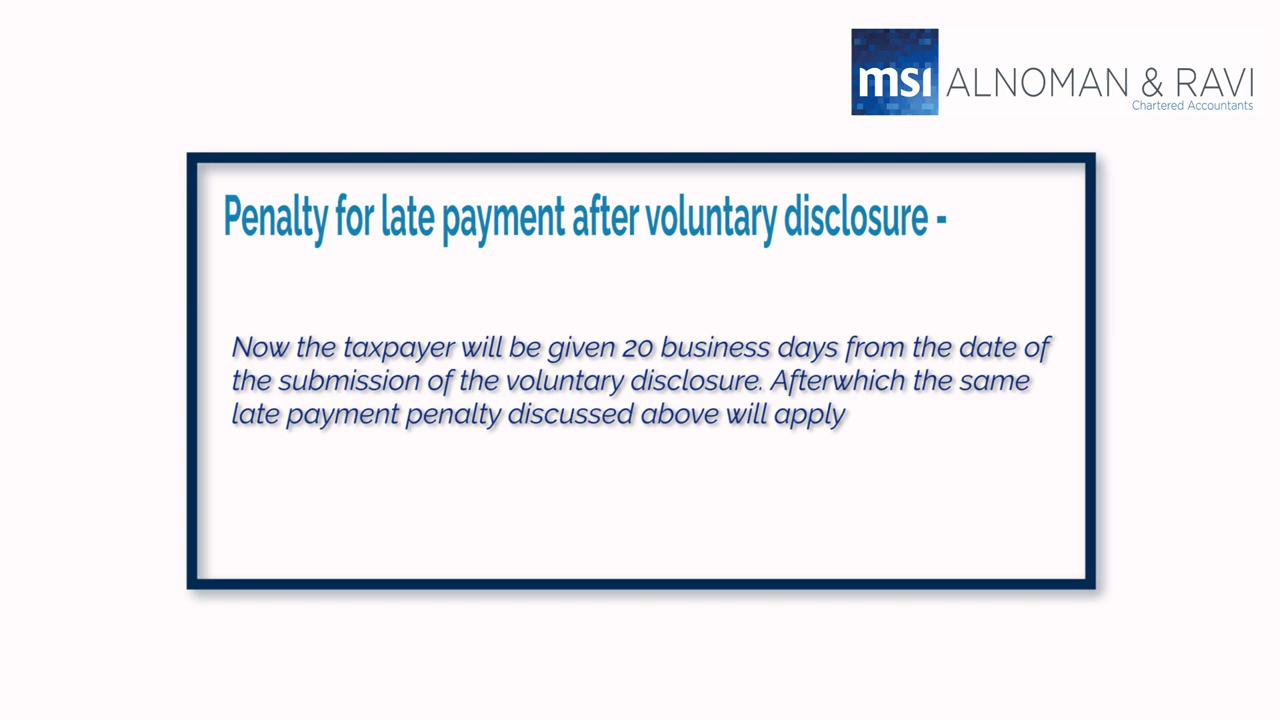 msi ALNOMAN & RAVI
Chartered Accountants
Penalty for late payment after voluntary disclosure -
Now the taxpayer will be given 20 business days from the date of
the submission of the voluntary disclosure. Afterwhich the same
late payment penalty discussed above will apply